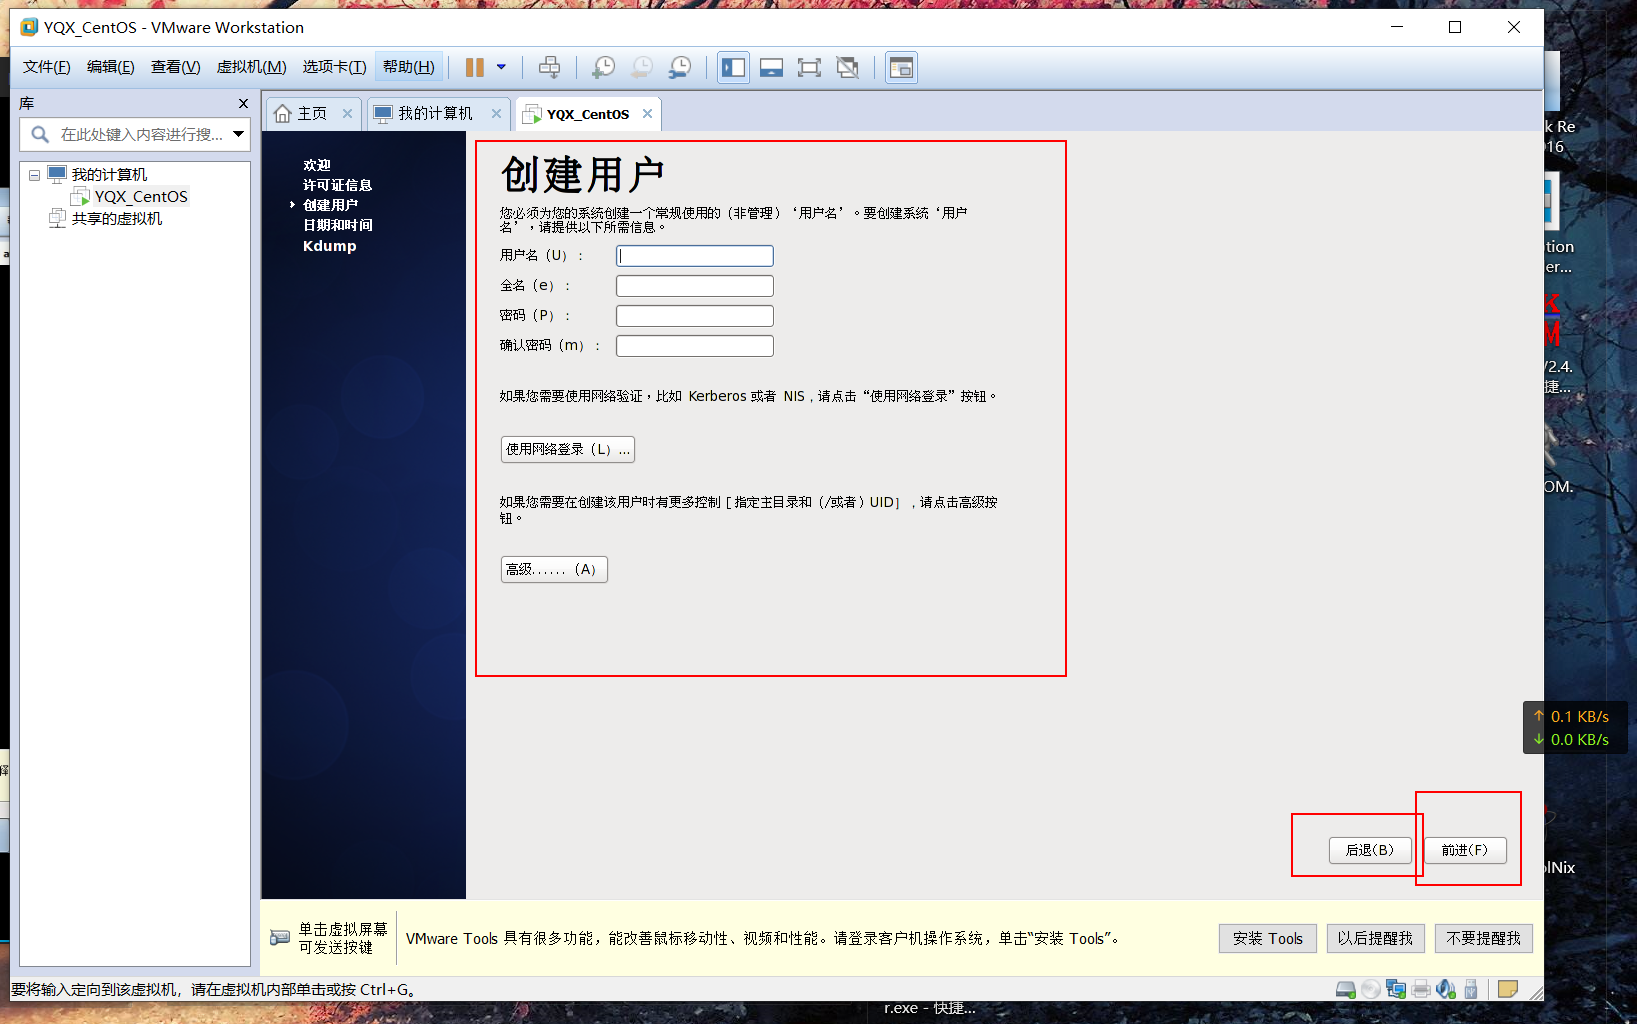 YQX_CentOS - VMware Workstation
文件(F) 编辑(E) 查看(V) 虚拟机(M) 选项卡(T) 帮助(H)
库
在此处键入内容进行搜...
我的计算机
YQX_CentOS
共享的虚拟机
主页 我的计算机 YQX_CentOS
欢迎
许可证信息
创建用户
日期和时间
Kdump
创建用户
您必须为您的系统创建一个常规使用的（非管理）‘用户名’。要创建系统‘用户
名’，请提供以下所需信息。
用户名（U）：
全名（e）：
密码（P）：
确认密码（m）：
如果您需要使用网络验证，比如 Kerberos 或者 NIS，请点击“使用网络登录”按钮。
使用网络登录（L）...
如果您需要在创建该用户时有更多控制［指定主目录和（/或者）UID］，请点击高级按
钮。
高级......（A）
后退(B)
前进(F)
单击虚拟屏幕
可发送按键
VMware Tools 具有很多功能，能改善鼠标移动性、视频和性能。请登录客户机操作系统，单击“安装 Tools”。
安装 Tools
以后提醒我
不要提醒我
要将输入定向到该虚拟机，请在虚拟机内部单击或按 Ctrl+G。
k Re
16
tion
er...
/2.4.
捷...
OM.
↑ 0.1 KB/s
↓ 0.0 KB/s
olNix
r.exe - 快捷...